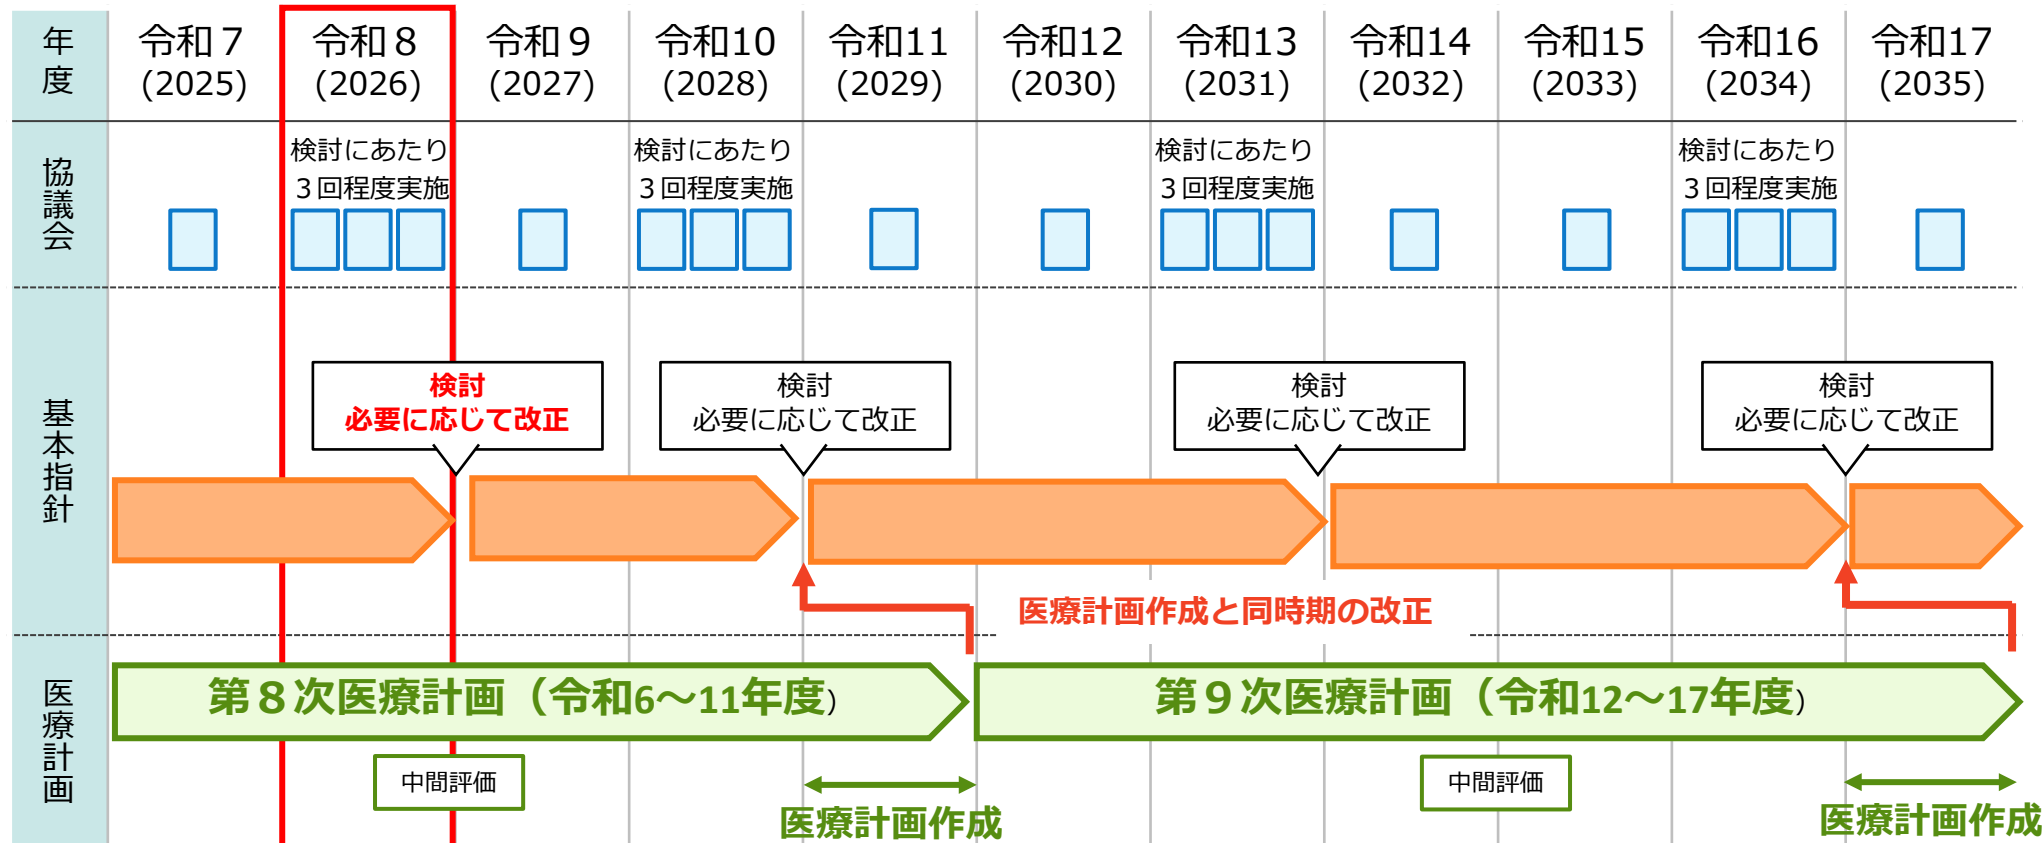 年度
令和７
(2025)
令和８
(2026)
令和９
(2027)
令和10
(2028)
令和11
(2029)
令和12
(2030)
令和13
(2031)
令和14
(2032)
令和15
(2033)
令和16
(2034)
令和17
(2035)
協議会
検討にあたり
３回程度実施
検討にあたり
３回程度実施
検討にあたり
３回程度実施
検討にあたり
３回程度実施
基本指針
検討
必要に応じて改正
検討
必要に応じて改正
検討
必要に応じて改正
検討
必要に応じて改正
医療計画作成と同時期の改正
医療計画
第８次医療計画（令和6～11年度）
第９次医療計画（令和12～17年度）
中間評価
中間評価
医療計画作成
医療計画作成